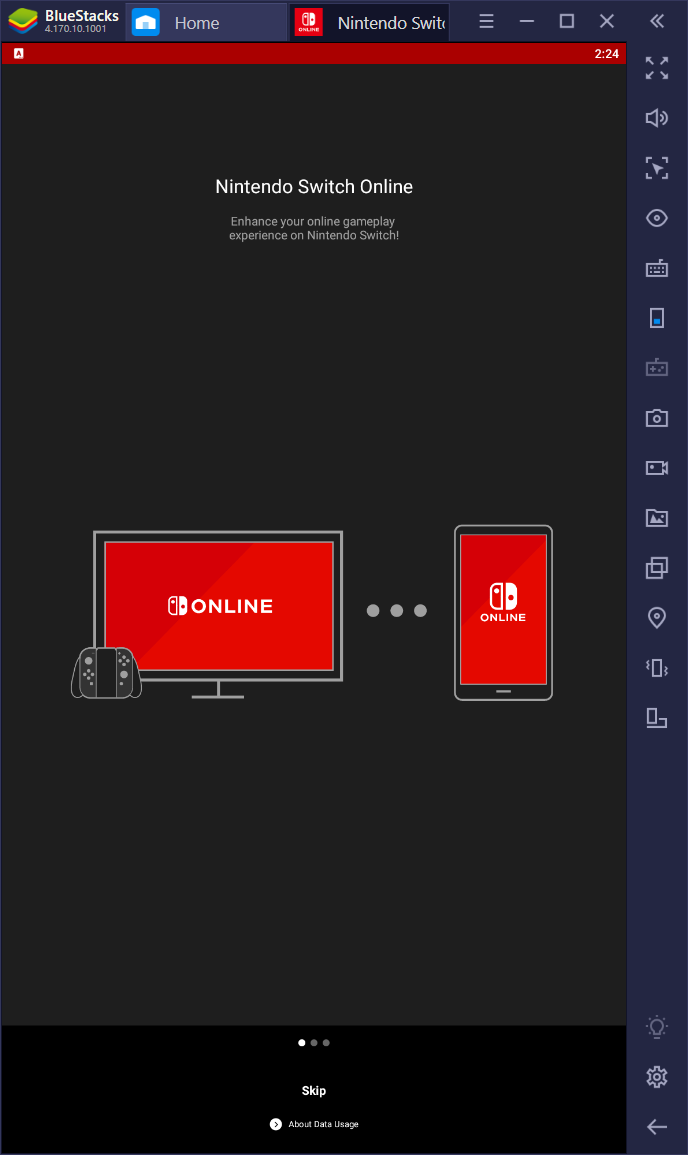 BlueStacks
4.170.10.1001
Home
Nintendo Switc
ONLINE
A
2:24
Nintendo Switch Online
Enhance your online gameplay
experience on Nintendo Switch!
ONLINE
ONLINE
Skip
About Data Usage